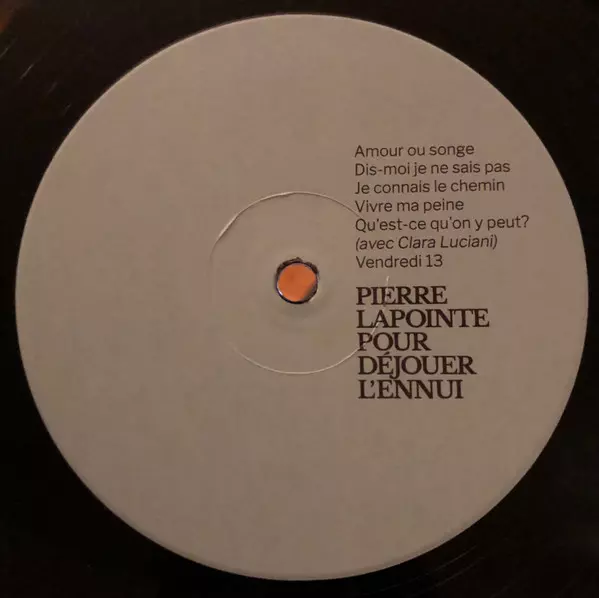 Amour ou songe
Dis-moi je ne sais pas
Je connais le chemin
Vivre ma peine
Qu'est-ce qu'on y peut?
(avec Clara Luciani)
Vendredi 13
PIERRE
LAPOINTE
POUR
DÉJOUER
L'ENNUI